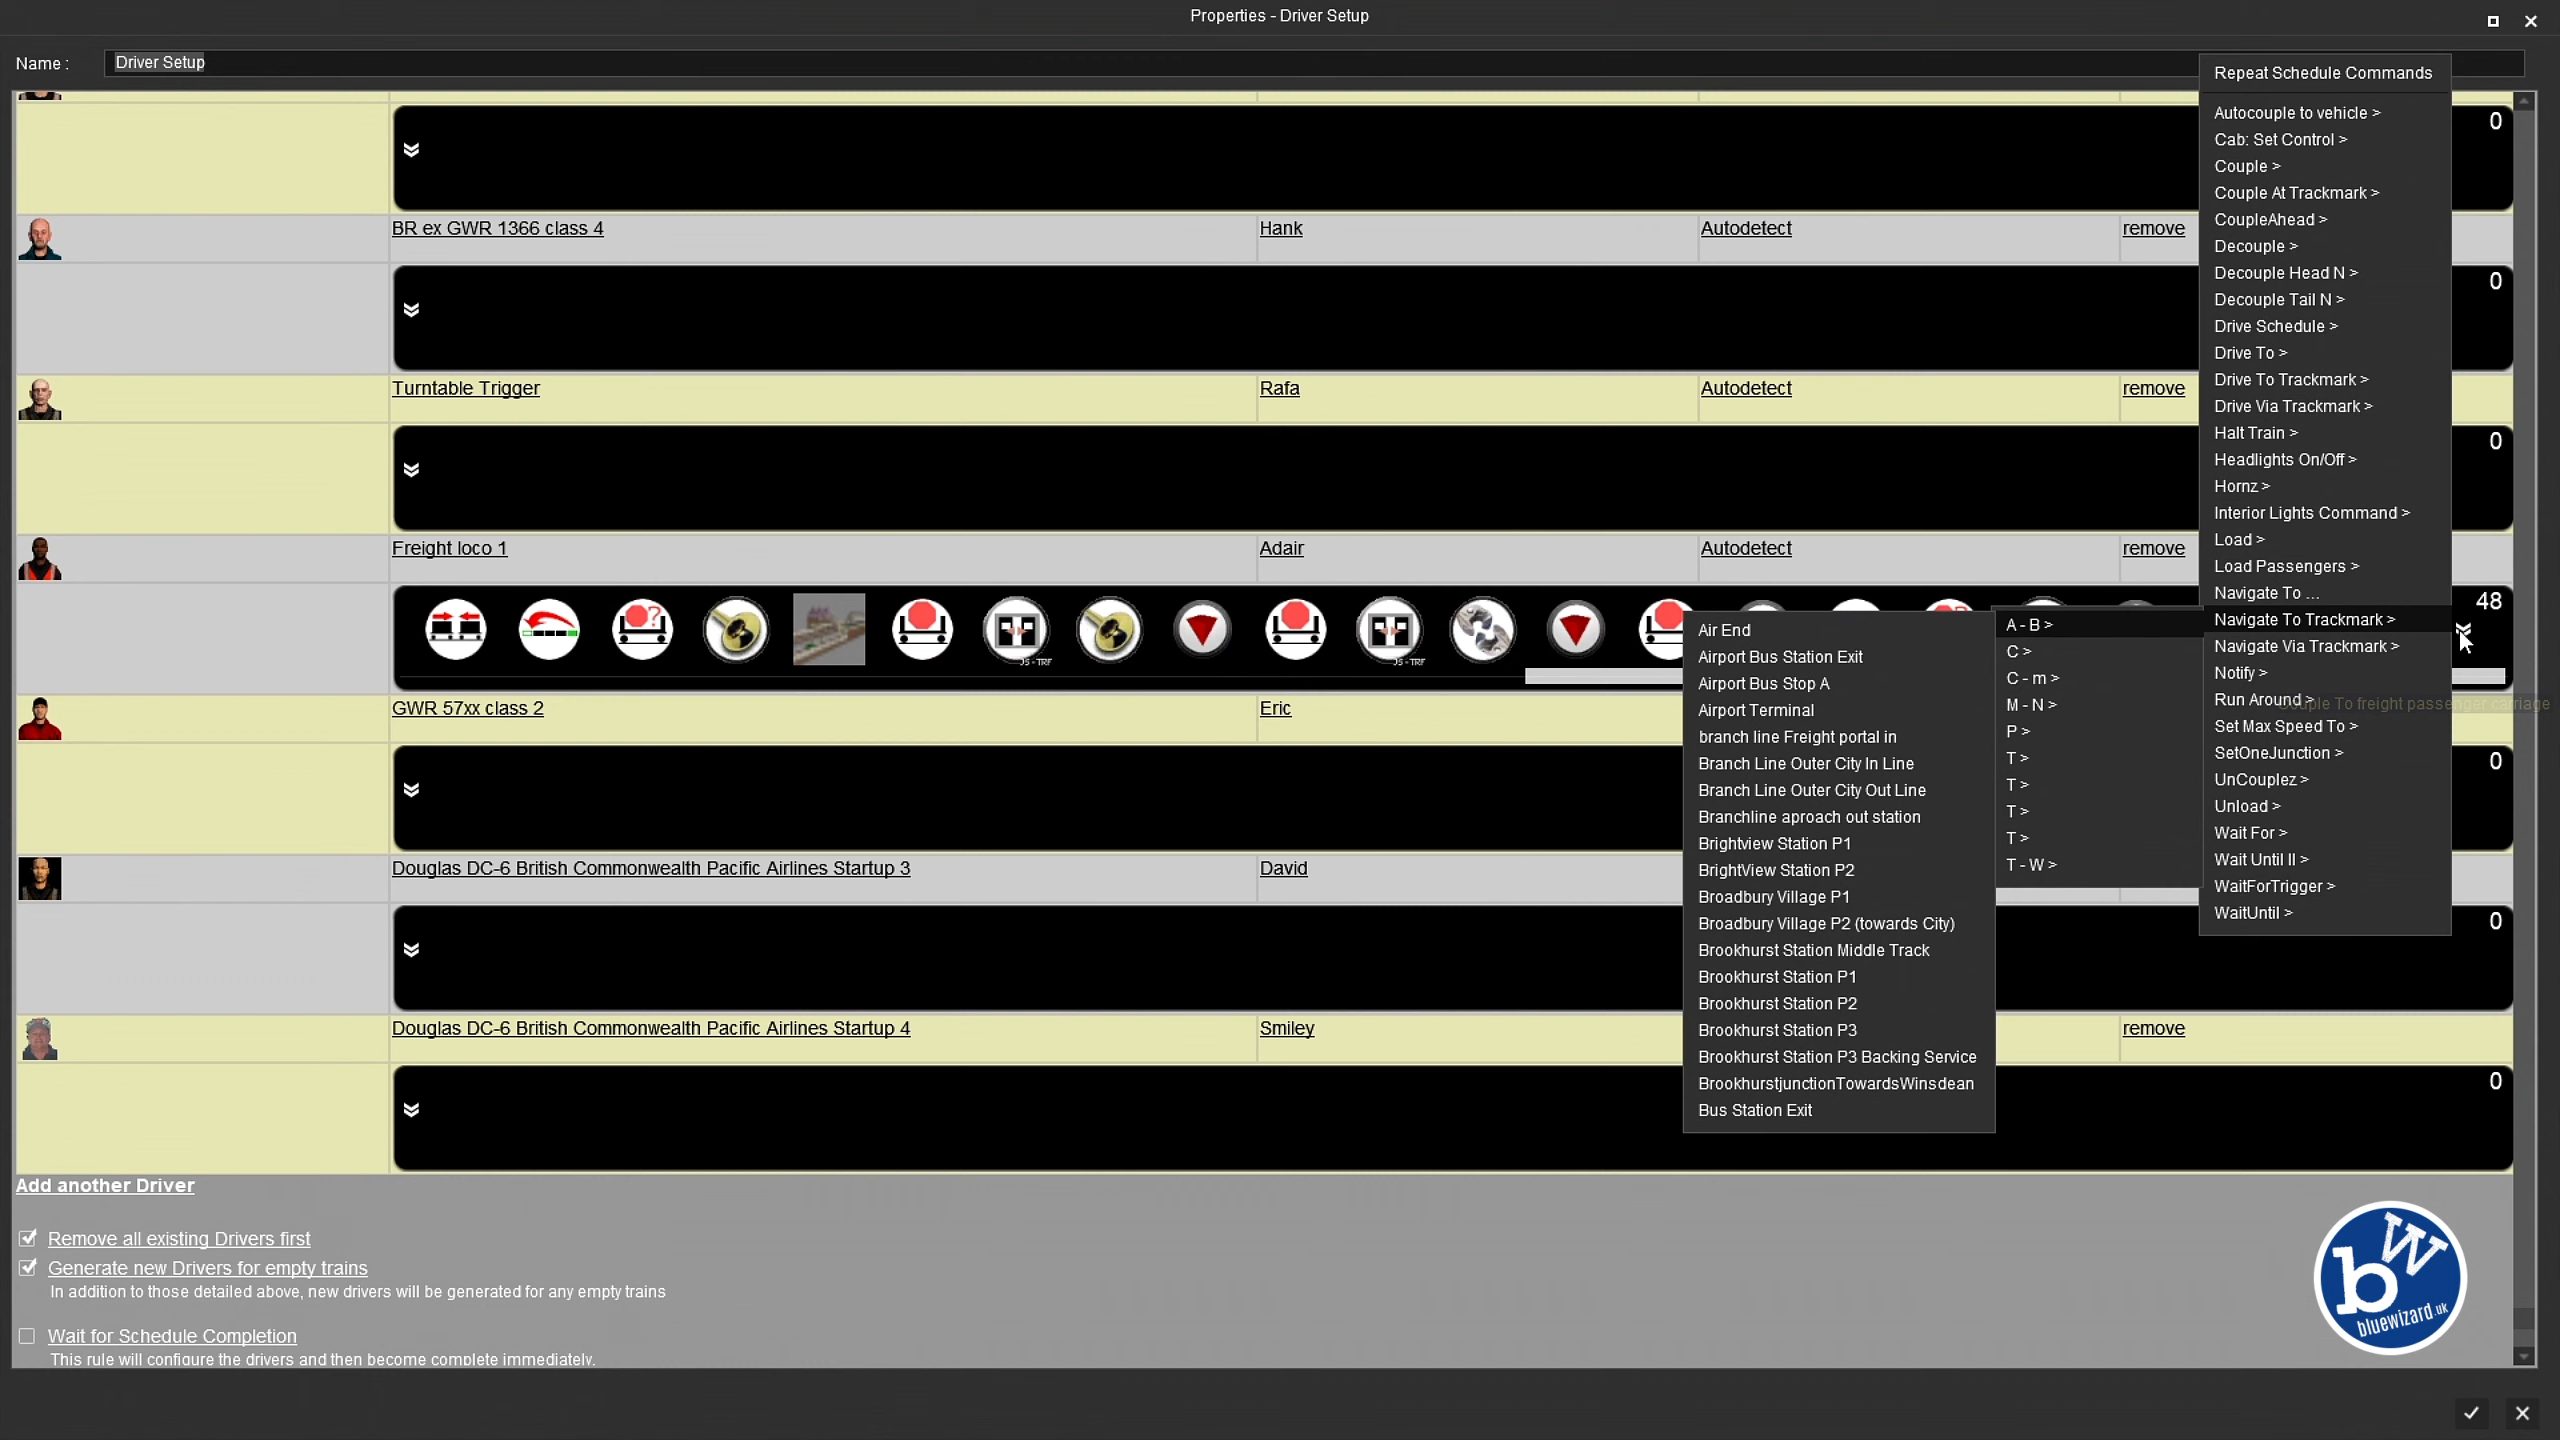 Properties - Driver Setup
Name :
Driver Setup
0
BR ex GWR 1366 class 4
Hank
Autodetect
remove
0
Turntable Trigger
Rafa
Autodetect
remove
0
Freight loco 1
Adair
Autodetect
remove
JS - TRF
JS - TRF
48
GWR 57xx class 2
Eric
0
Douglas DC-6 British Commonwealth Pacific Airlines Startup 3
David
0
Douglas DC-6 British Commonwealth Pacific Airlines Startup 4
Smiley
remove
0
Repeat Schedule Commands
Autocouple to vehicle >
Cab: Set Control >
Couple >
Couple At Trackmark >
CoupleAhead >
Decouple >
Decouple Head N >
Decouple Tail N >
Drive Schedule >
Drive To >
Drive To Trackmark >
Drive Via Trackmark >
Halt Train >
Headlights On/Off >
Hornz >
Interior Lights Command >
Load >
Load Passengers >
Navigate To ...
Navigate To Trackmark >
Navigate Via Trackmark >
Notify >
Run Around >
Couple To freight passenger carriage
Set Max Speed To >
SetOneJunction >
UnCouplez >
Unload >
Wait For >
Wait Until II >
WaitForTrigger >
WaitUntil >
A - B >
C >
C - m >
M - N >
P >
T >
T >
T >
T >
T - W >
Air End
Airport Bus Station Exit
Airport Bus Stop A
Airport Terminal
branch line Freight portal in
Branch Line Outer City In Line
Branch Line Outer City Out Line
Branchline aproach out station
Brightview Station P1
BrightView Station P2
Broadbury Village P1
Broadbury Village P2 (towards City)
Brookhurst Station Middle Track
Brookhurst Station P1
Brookhurst Station P2
Brookhurst Station P3
Brookhurst Station P3 Backing Service
BrookhurstjunctionTowardsWinsdean
Bus Station Exit
Add another Driver
Remove all existing Drivers first
Generate new Drivers for empty trains
In addition to those detailed above, new drivers will be generated for any empty trains
Wait for Schedule Completion
This rule will configure the drivers and then become complete immediately.
bw
bluewizard.uk